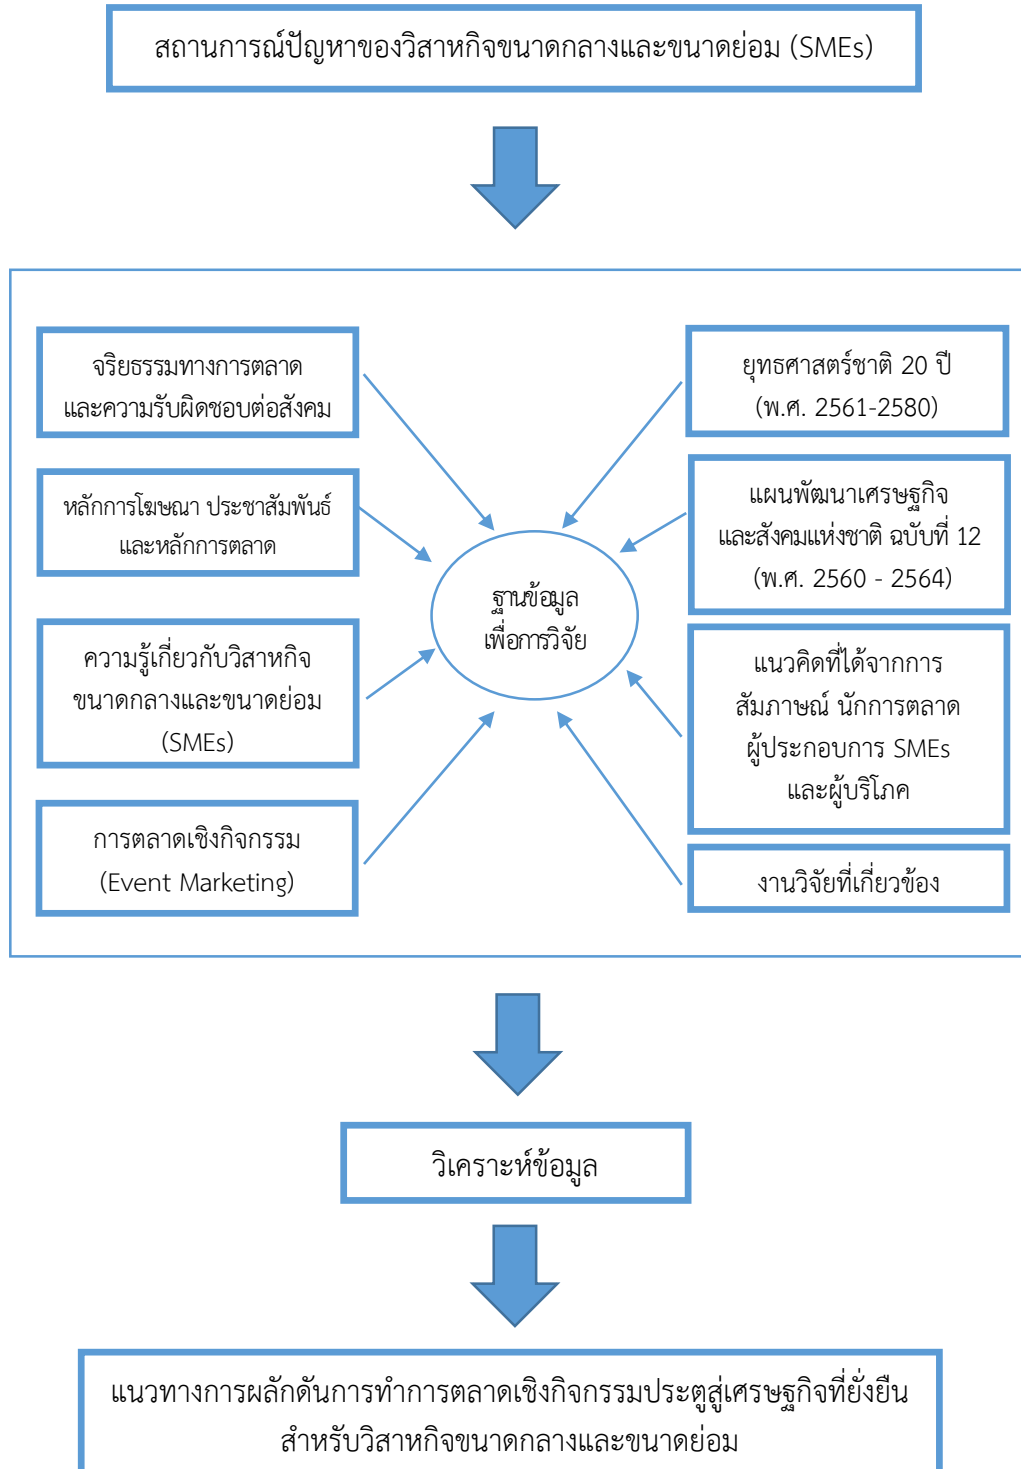 สถานการณ์ปัญหาของวิสาหกิจขนาดกลางและขนาดย่อม (SMEs)
จริยธรรมทางการตลาด
และความรับผิดชอบต่อสังคม
หลักการโฆษณา ประชาสัมพันธ์
และหลักการตลาด
ความรู้เกี่ยวกับวิสาหกิจ
ขนาดกลางและขนาดย่อม
(SMEs)
การตลาดเชิงกิจกรรม
(Event Marketing)
ฐานข้อมูล
เพื่อการวิจัย
ยุทธศาสตร์ชาติ 20 ปี
(พ.ศ. 2561-2580)
แผนพัฒนาเศรษฐกิจ
และสังคมแห่งชาติ ฉบับที่ 12
(พ.ศ. 2560 - 2564)
แนวคิดที่ได้จากการ
สัมภาษณ์ นักการตลาด
ผู้ประกอบการ SMEs
และผู้บริโภค
งานวิจัยที่เกี่ยวข้อง
วิเคราะห์ข้อมูล
แนวทางการผลักดันการทำการตลาดเชิงกิจกรรมประตูสู่เศรษฐกิจที่ยั่งยืน
สำหรับวิสาหกิจขนาดกลางและขนาดย่อม